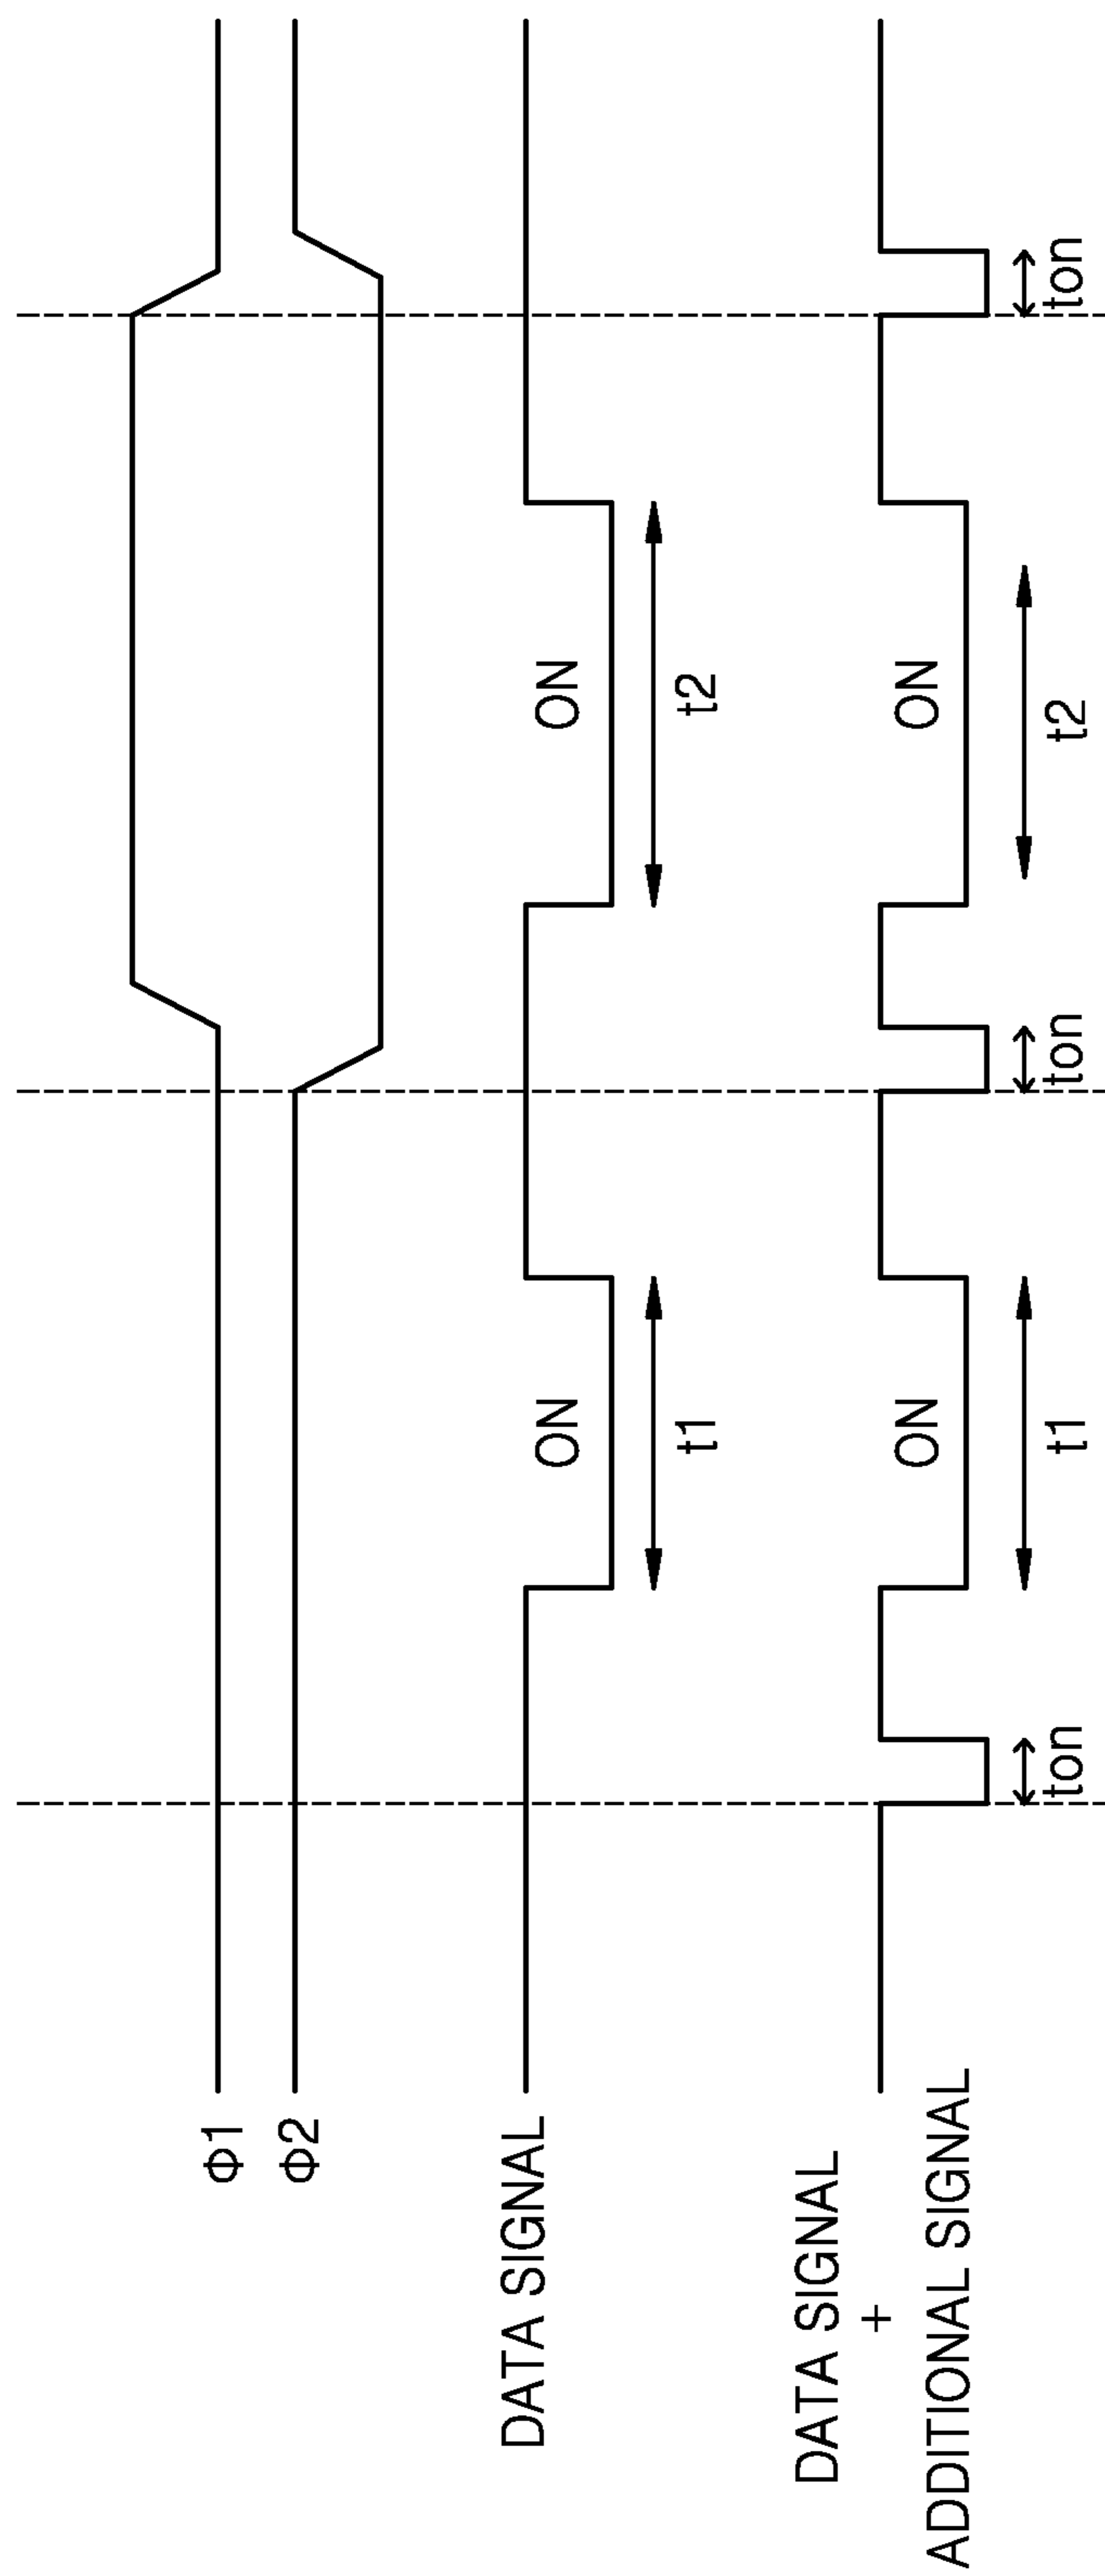 Φ1
Φ2
DATA SIGNAL
ON
t1
ON
t2
DATA SIGNAL
+
ADDITIONAL SIGNAL
ton
ON
t1
ton
ON
t2
ton